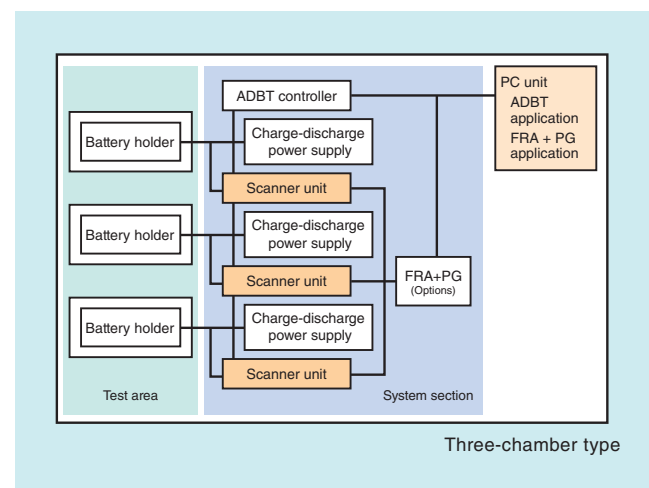 ADBT controller
PC unit
ADBT
application
FRA + PG
application
Battery holder
Charge-discharge
power supply
Scanner unit
Battery holder
Charge-discharge
power supply
Scanner unit
FRA+PG
(Options)
Battery holder
Charge-discharge
power supply
Scanner unit
Test area
System section
Three-chamber type